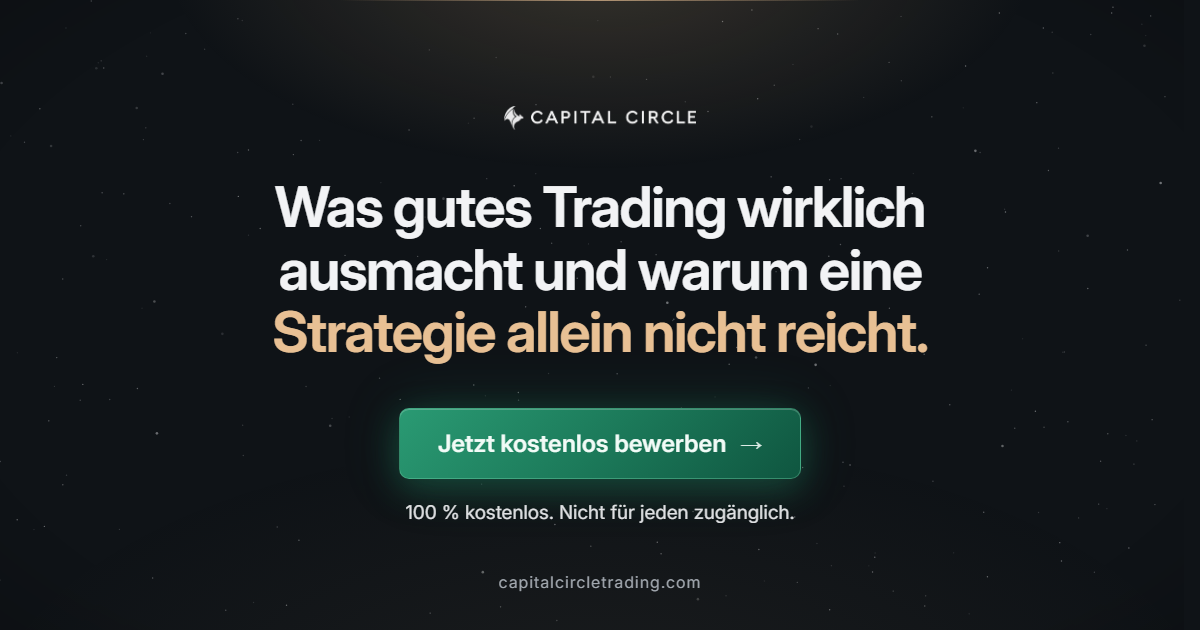 CAPITAL CIRCLE
Was gutes Trading wirklich
ausmacht und warum eine
Strategie allein nicht reicht.
Jetzt kostenlos bewerben →
100 % kostenlos. Nicht für jeden zugänglich.
capitalcircletrading.com